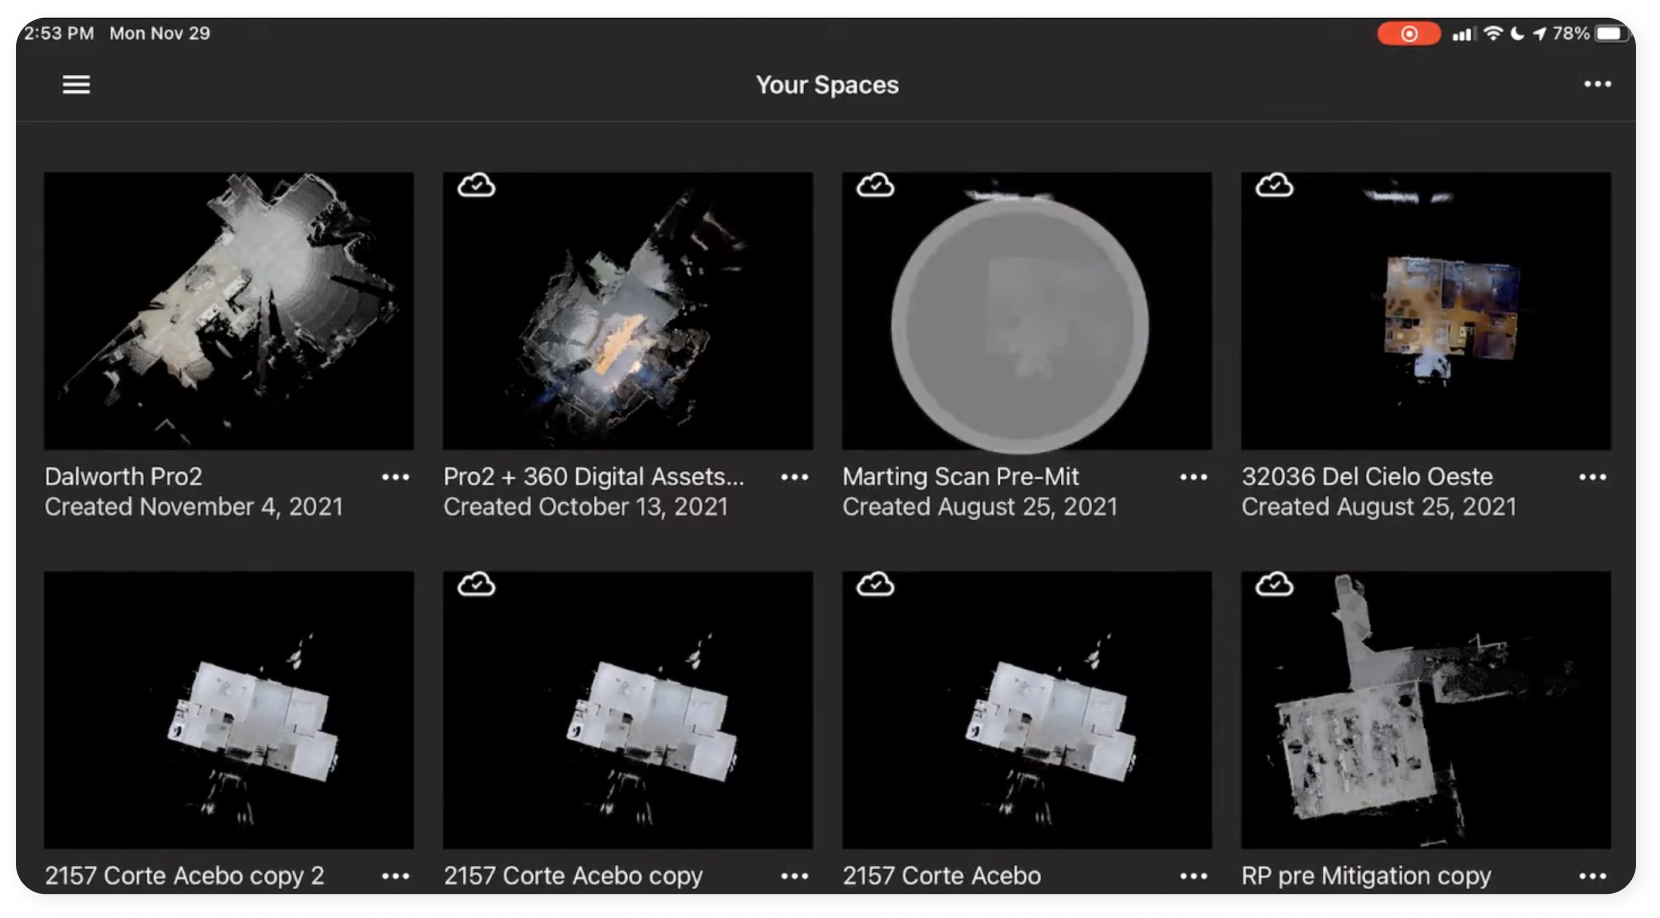 2:53 PM Mon Nov 29
78%
Your Spaces
Dalworth Pro2
Created November 4, 2021
Pro2 + 360 Digital Assets...
Created October 13, 2021
Marting Scan Pre-Mit
Created August 25, 2021
32036 Del Cielo Oeste
Created August 25, 2021
2157 Corte Acebo copy 2
2157 Corte Acebo copy
2157 Corte Acebo
RP pre Mitigation copy